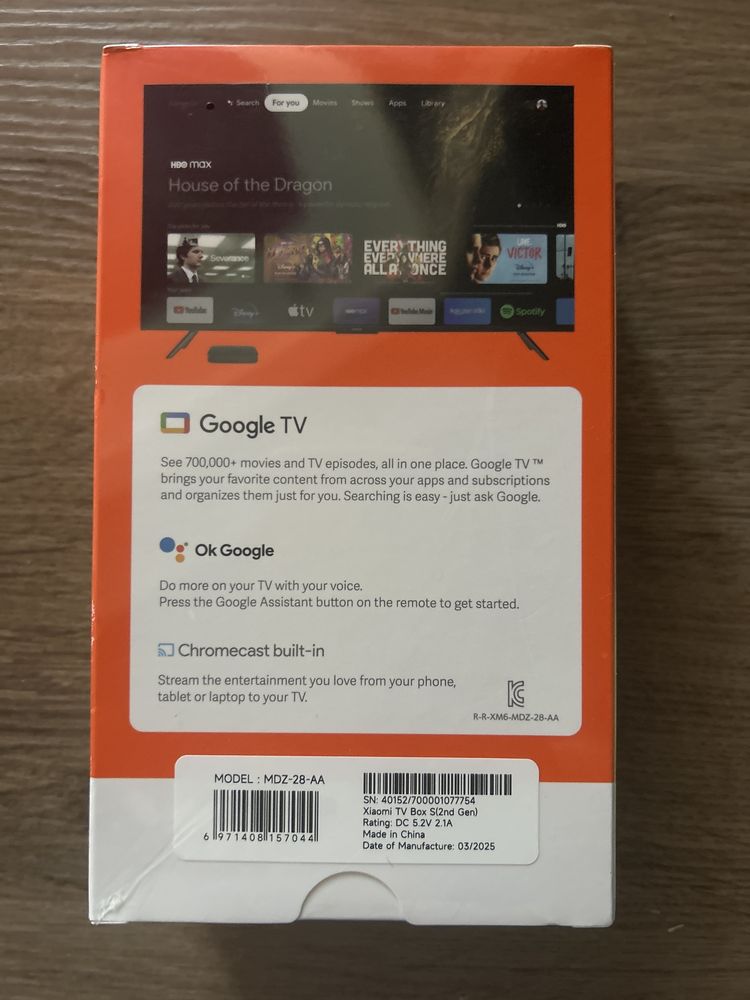 Search For you Movies Shows Apps Library
HBO max
House of the Dragon
HBO
Severance
Disney+
EVERYTHING
EVERYWHERE
ALL AT ONCE
LOVE,
VICTOR
Disney+
YouTube Disney+ tv HBO max YouTube Music Rakuten Viki Spotify
Google TV
See 700,000+ movies and TV episodes, all in one place. Google TV ™
brings your favorite content from across your apps and subscriptions
and organizes them just for you. Searching is easy - just ask Google.
Ok Google
Do more on your TV with your voice.
Press the Google Assistant button on the remote to get started.
Chromecast built-in
Stream the entertainment you love from your phone,
tablet or laptop to your TV.
R-R-XM6-MDZ-28-AA
MODEL : MDZ-28-AA
6 971408 157044
SN: 40152/700001077754
Xiaomi TV Box S(2nd Gen)
Rating: DC 5.2V 2.1A
Made in China
Date of Manufacture: 03/2025